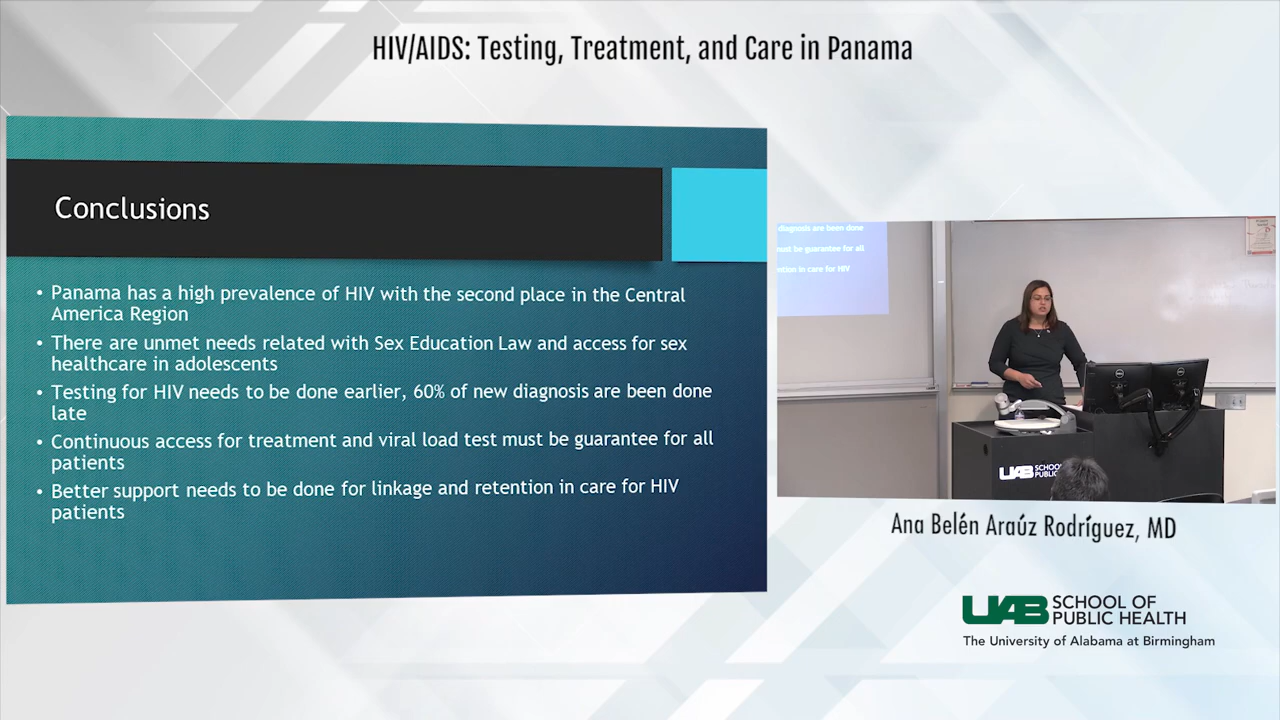 HIV/AIDS: Testing, Treatment, and Care in Panama
Conclusions
• Panama has a high prevalence of HIV with the second place in the Central
America Region
• There are unmet needs related with Sex Education Law and access for sex
healthcare in adolescents
• Testing for HIV needs to be done earlier, 60% of new diagnosis are been done
late
• Continuous access for treatment and viral load test must be guarantee for all
patients
• Better support needs to be done for linkage and retention in care for HIV
patients
diagnosis are been done
must be guarantee for all
ention in care for HIV
DELL
DELL
UAB SCHOOL
PUBLIC
Ana Belén Araúz Rodríguez, MD
UAB SCHOOL OF
PUBLIC HEALTH
The University of Alabama at Birmingham